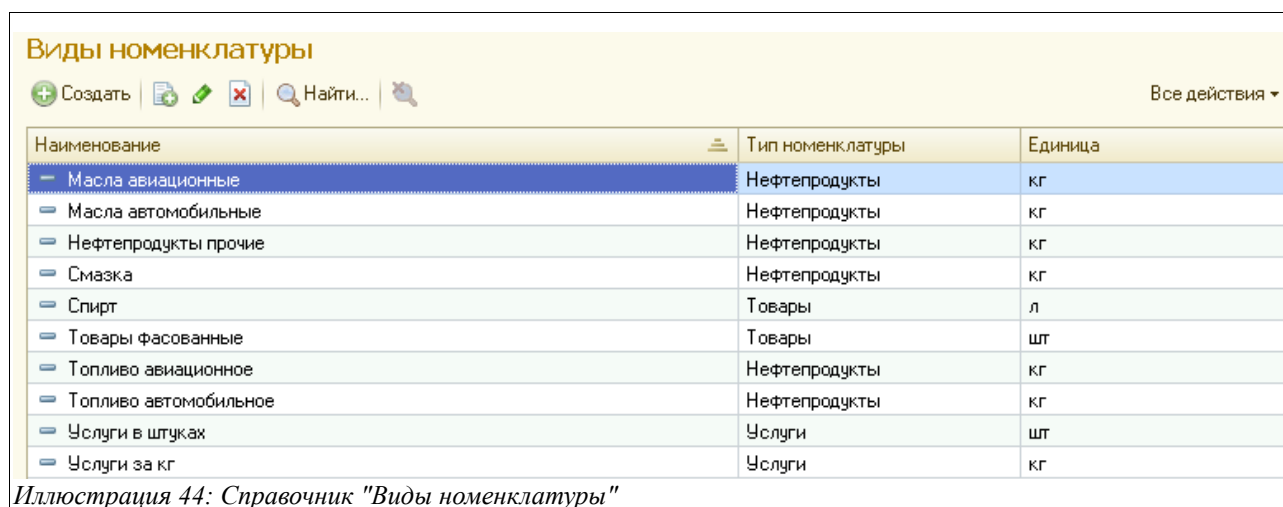 Виды номенклатуры
Создать Найти... Все действия
Наименование Тип номенклатуры Единица
Масла авиационные Нефтепродукты кг
Масла автомобильные Нефтепродукты кг
Нефтепродукты прочие Нефтепродукты кг
Смазка Нефтепродукты кг
Спирт Товары л
Товары фасованные Товары шт
Топливо авиационное Нефтепродукты кг
Топливо автомобильное Нефтепродукты кг
Услуги в штуках Услуги шт
Услуги за кг Услуги кг
Иллюстрация 44: Справочник "Виды номенклатуры"